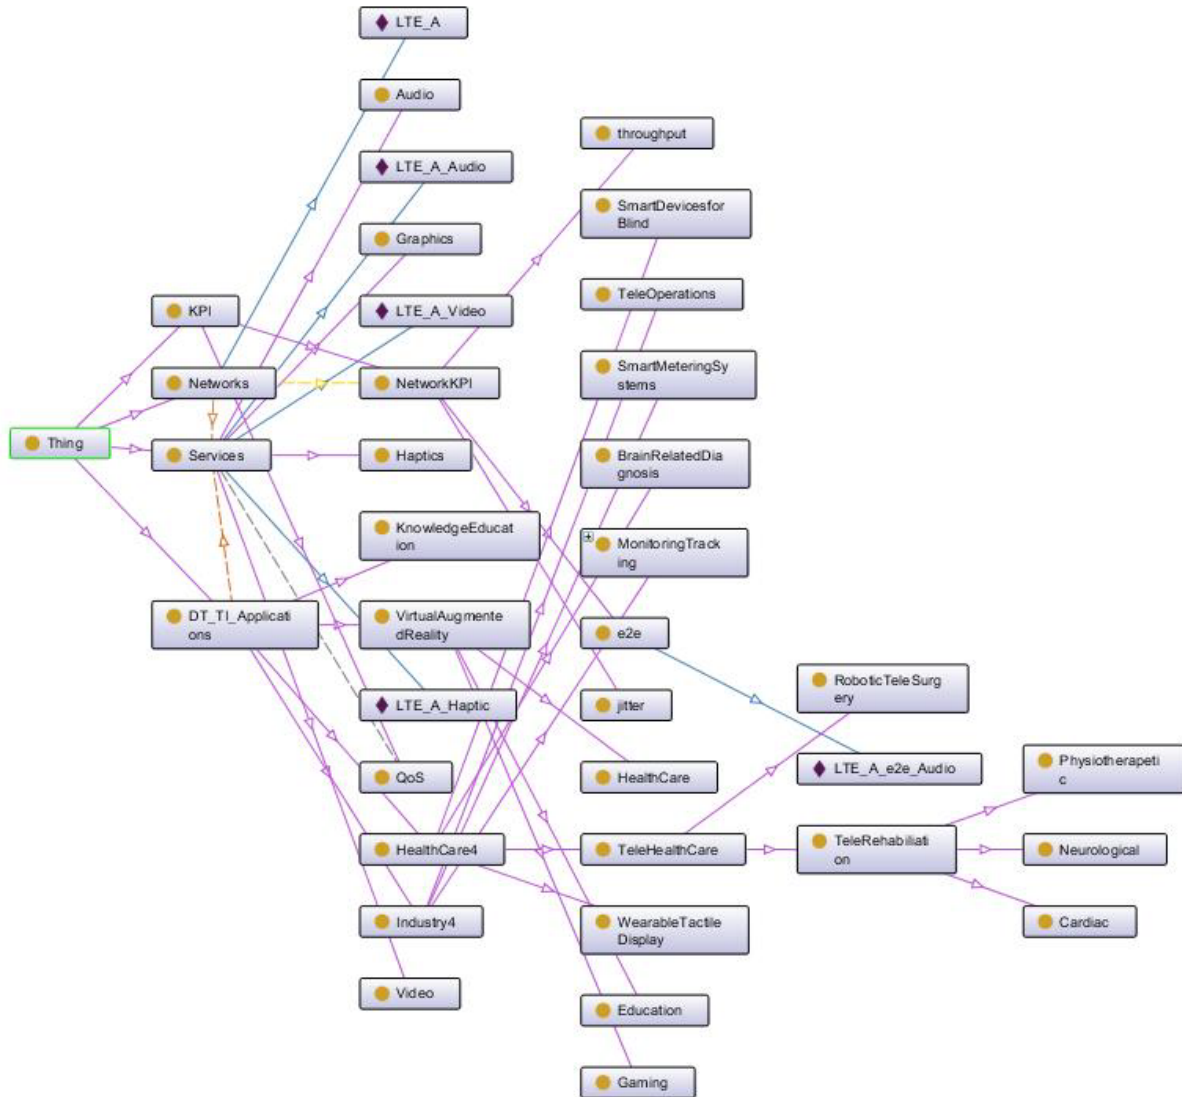 LTE_A
Audio
LTE_A_Audio
Graphics
LTE_A_Video
NetworkKPI
Haptics
KnowledgeEducat
ion
VirtualAugmente
dReality
LTE_A_Haptic
QoS
HealthCare4
Industry4
Video
KPI
Networks
Services
DT_TI_Applicati
ons
Thing
throughput
SmartDevicesfor
Blind
TeleOperations
SmartMeteringSy
stems
BrainRelatedDia
gnosis
MonitoringTrack
ing
e2e
jitter
HealthCare
TeleHealthCare
WearableTactile
Display
Education
Gaming
RoboticTeleSurg
ery
LTE_A_e2e_Audio
TeleRehabiliati
on
Physiotherapeti
c
Neurological
Cardiac